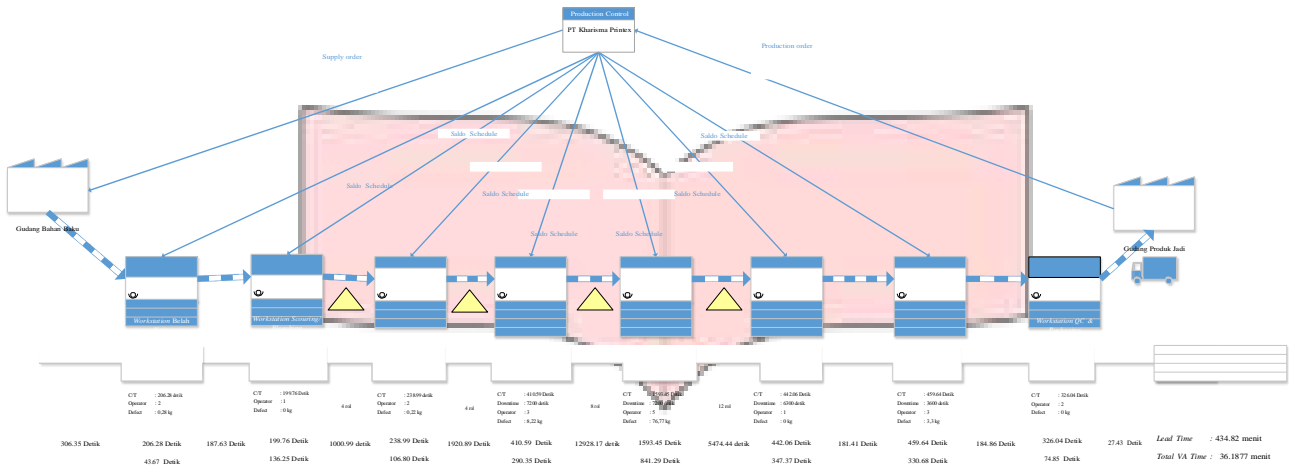 Production Control
PT Kharisma Printex
Supply order
Production order
Saldo Schedule
Saldo Schedule
Saldo Schedule
Saldo Schedule
Saldo Schedule
Saldo Schedule
Saldo Schedule
Gudang Bahan Baku
Gudang Produk Jadi
Workstation Belah
Workstation Scouring
Workstation QC &
C/T : 206.28 detik
Operator : 2
Defect : 0,28 kg
C/T : 199.76 Detik
Operator : 1
Defect : 0 kg
4 rol
C/T : 238.99 detik
Operator : 2
Defect : 0,22 kg
4 rol
C/T : 410.59 Detik
Downtime : 7200 detik
Operator : 3
Defect : 8,22 kg
8 rol
C/T : 1593.45 Detik
Downtime : detik
Operator : 5
Defect : 76,77 kg
12 rol
C/T : 442.06 Detik
Downtime : 6300 detik
Operator : 1
Defect : 0 kg
C/T : 459.64 Detik
Downtime : 3600 detik
Operator : 3
Defect : 3,3 kg
C/T : 326.04 Detik
Operator : 2
Defect : 0 kg
306.35 Detik
206.28 Detik
187.63 Detik
199.76 Detik
1000.99 detik
238.99 Detik
1920.89 Detik
410.59 Detik
12928.17 detik
1593.45 Detik
5474.44 detik
442.06 Detik
181.41 Detik
459.64 Detik
184.86 Detik
326.04 Detik
27.43 Detik
43.67 Detik
136.25 Detik
106.80 Detik
290.35 Detik
841.29 Detik
347.37 Detik
330.68 Detik
74.85 Detik
Lead Time : 434.82 menit
Total VA Time : 36.1877 menit